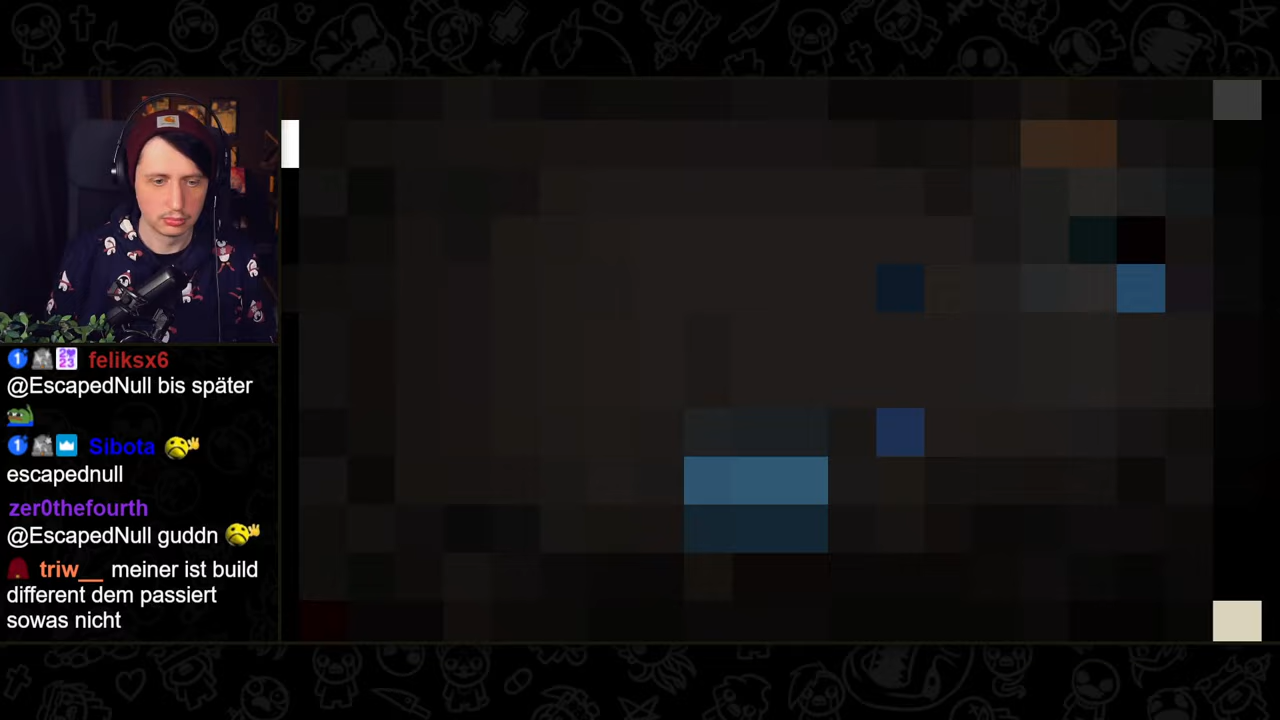 feliksx6
@EscapedNull bis später
Sibota
escapednull
zer0thefourth
@EscapedNull guddn
triw__ meiner ist build
different dem passiert
sowas nicht